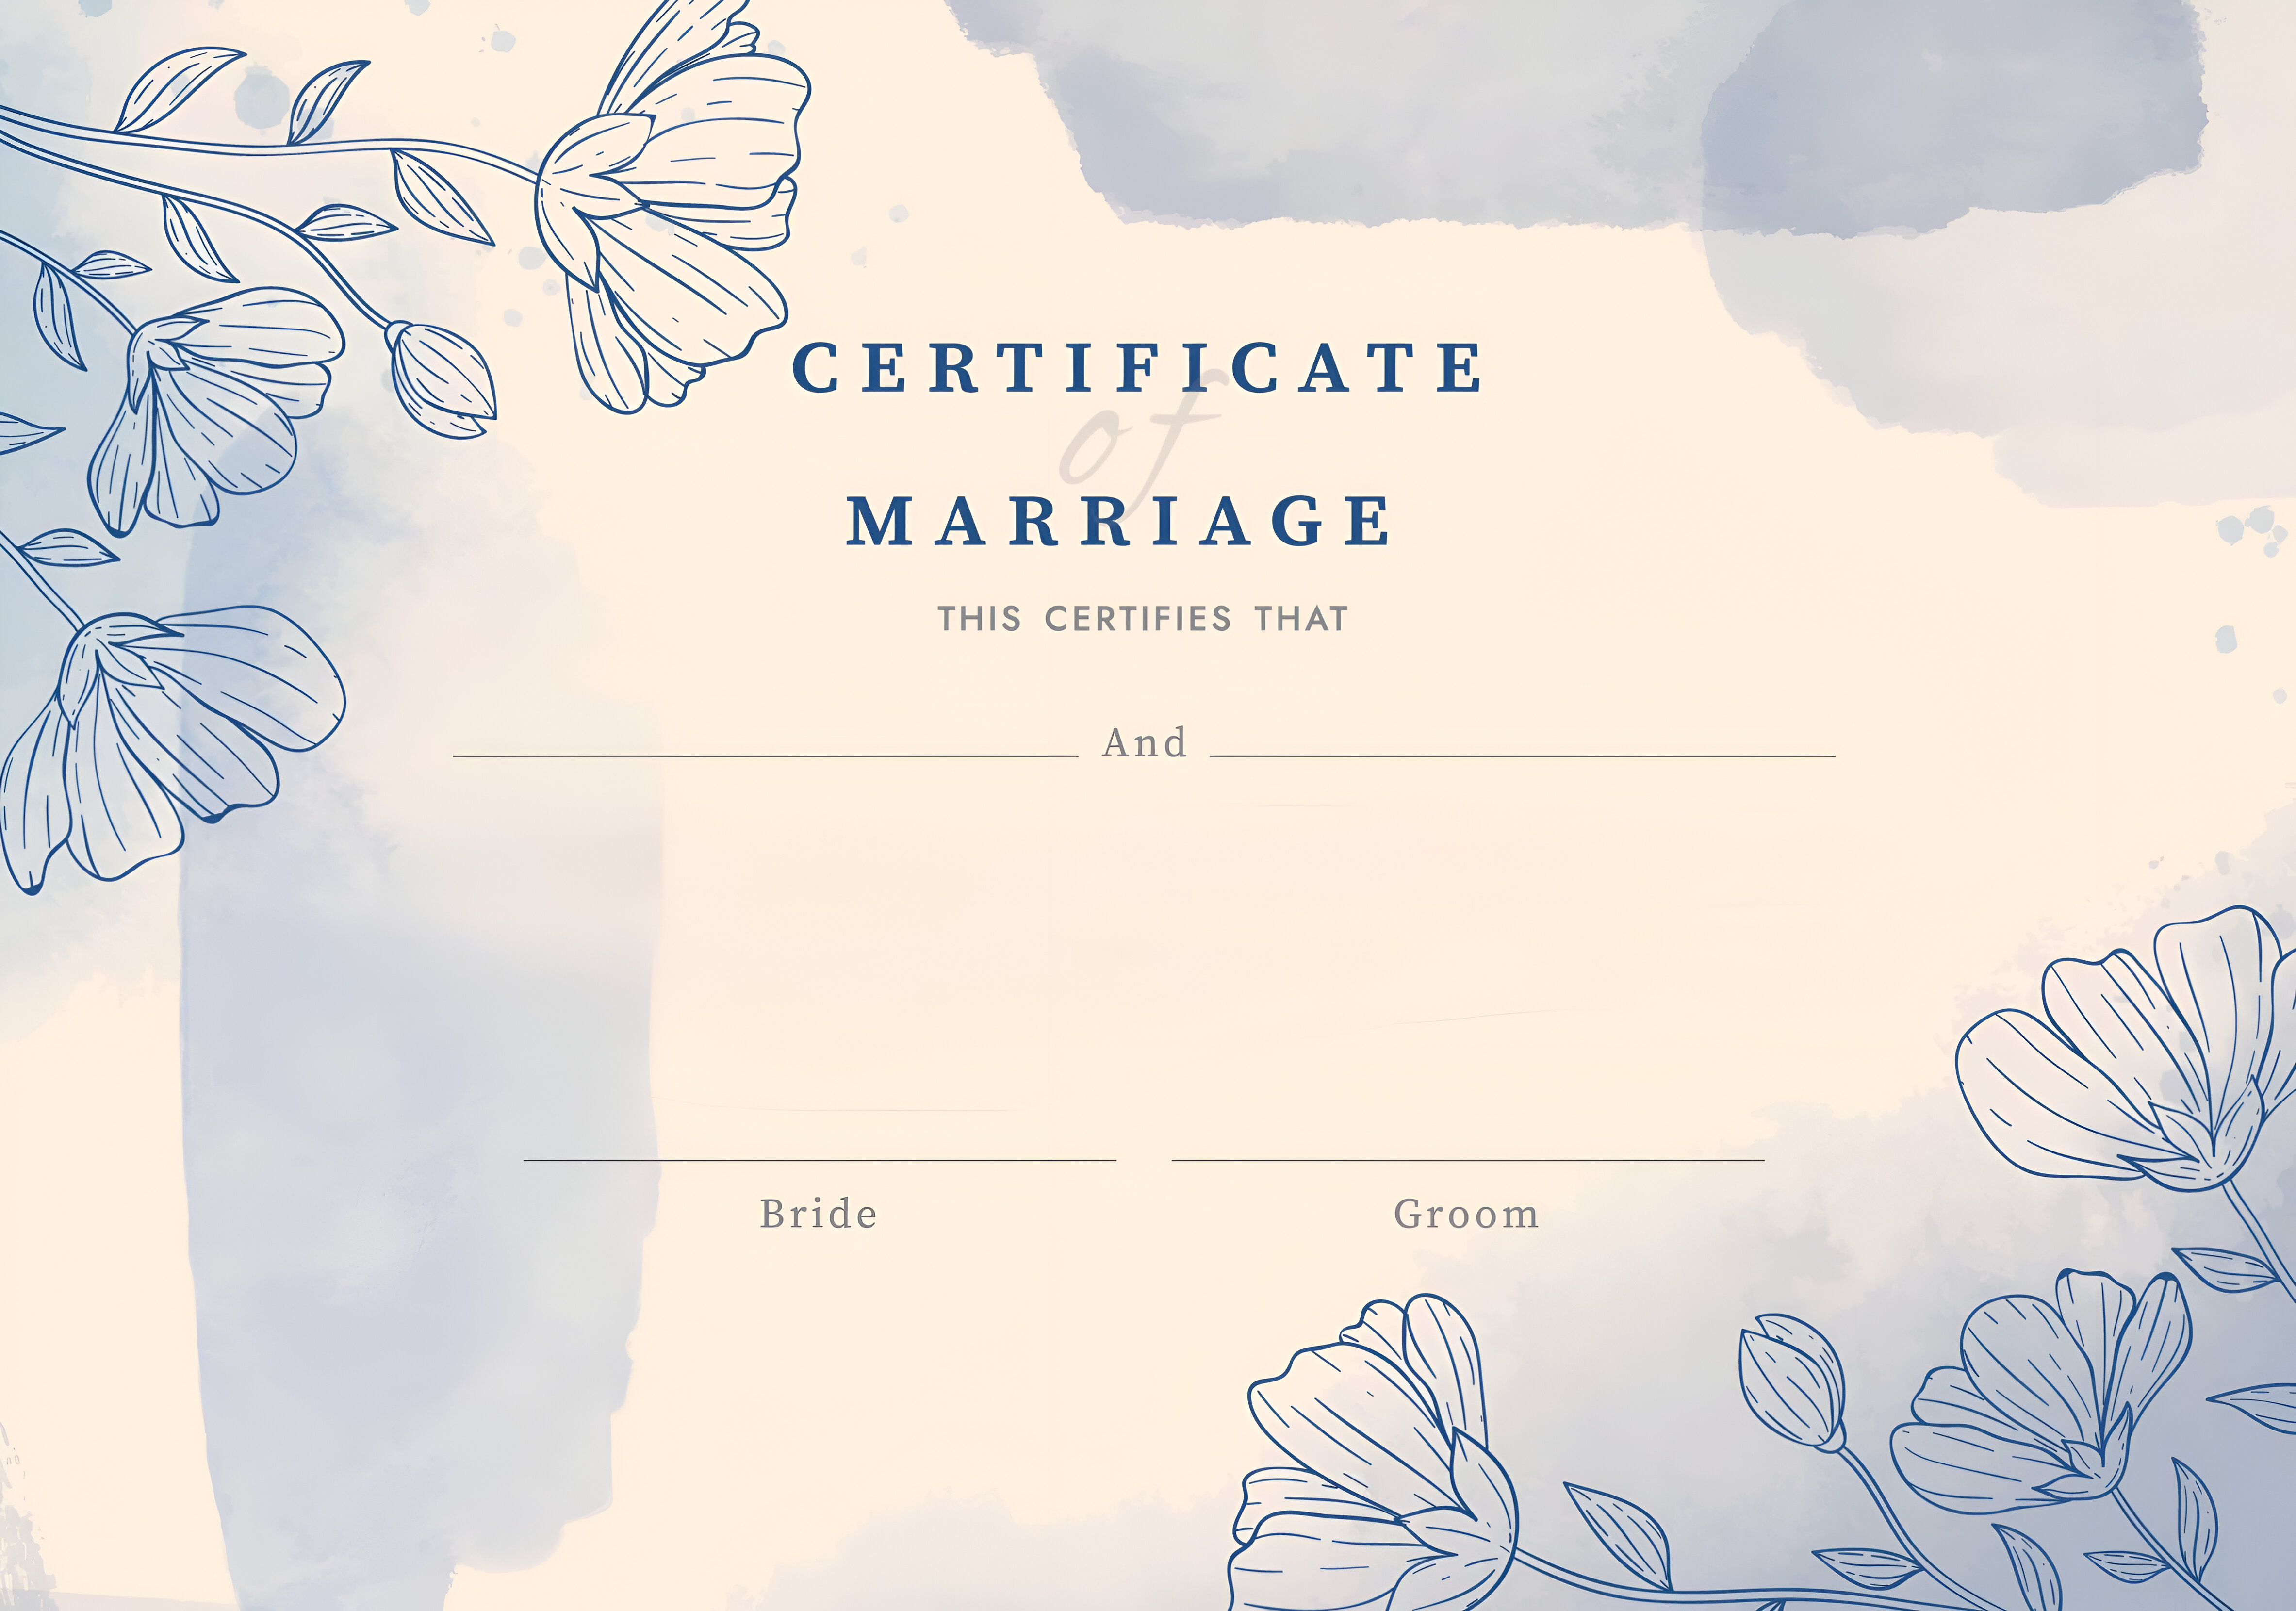 CERTIFICATE
of
MARRIAGE
THIS CERTIFIES THAT
And
Bride Groom